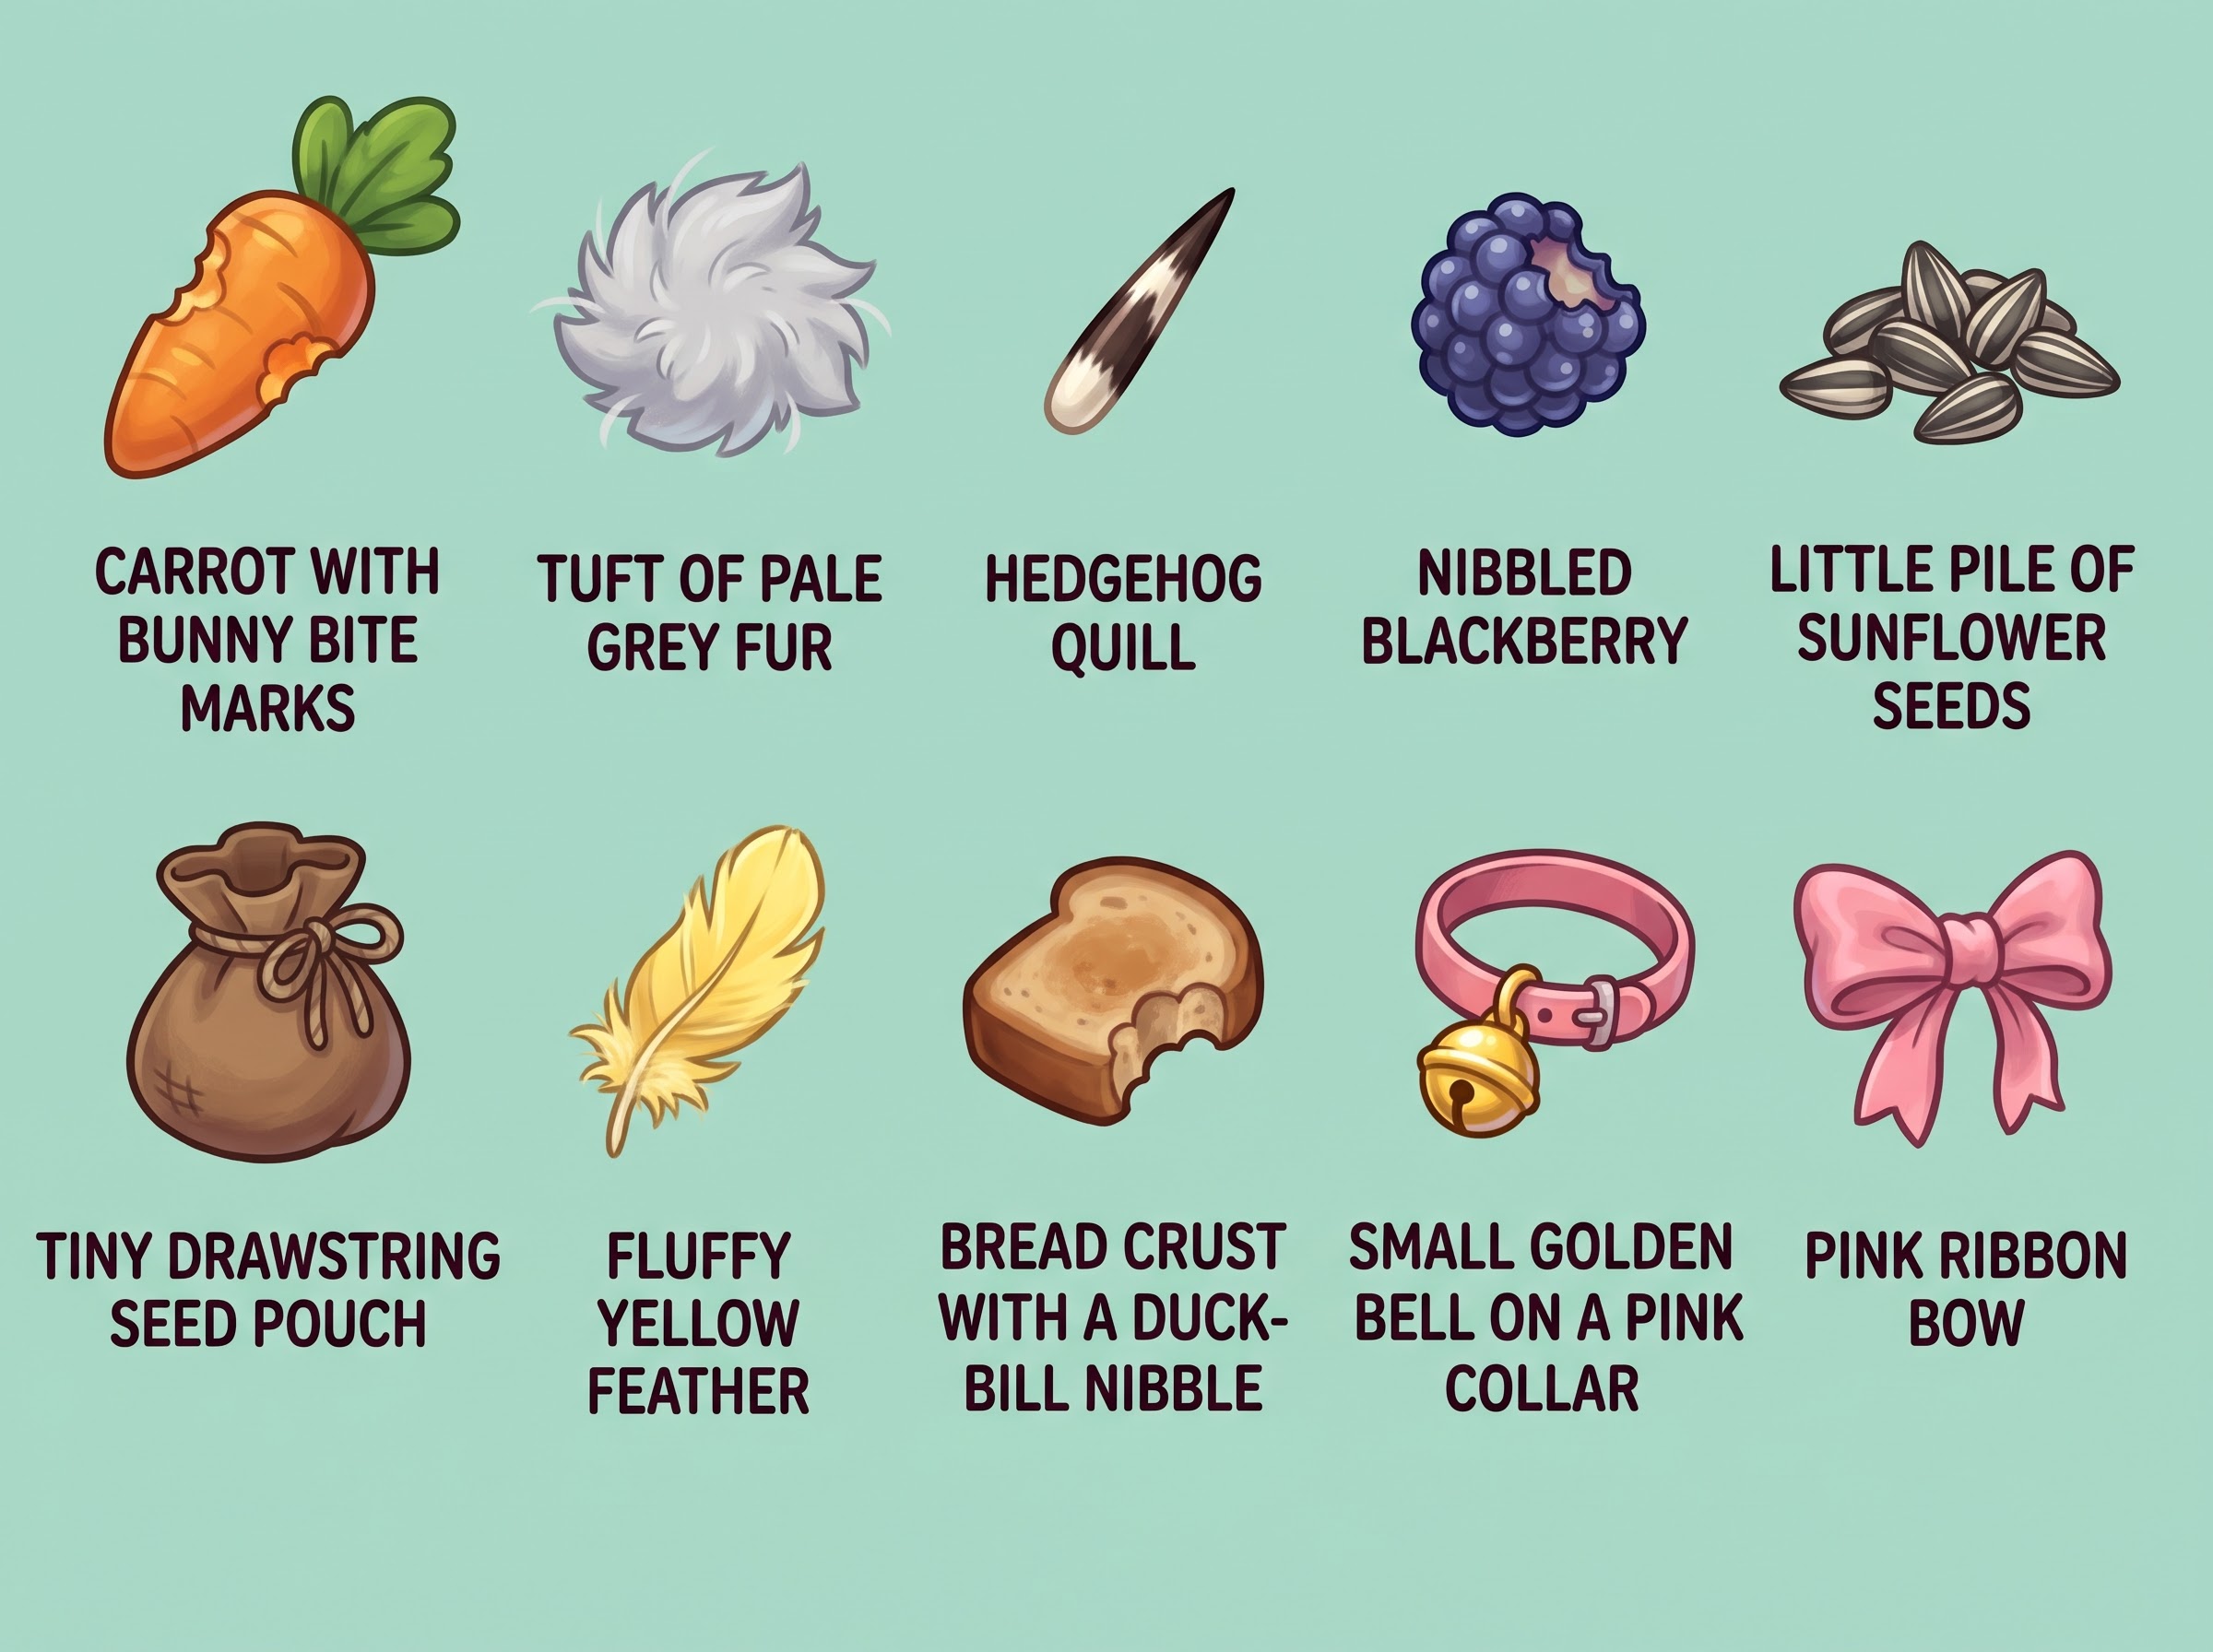 CARROT WITH
BUNNY BITE
MARKS
TUFT OF PALE
GREY FUR
HEDGEHOG
QUILL
NIBBLED
BLACKBERRY
LITTLE PILE OF
SUNFLOWER
SEEDS
TINY DRAWSTRING
SEED POUCH
FLUFFY
YELLOW
FEATHER
BREAD CRUST
WITH A DUCK-
BILL NIBBLE
SMALL GOLDEN
BELL ON A PINK
COLLAR
PINK RIBBON
BOW